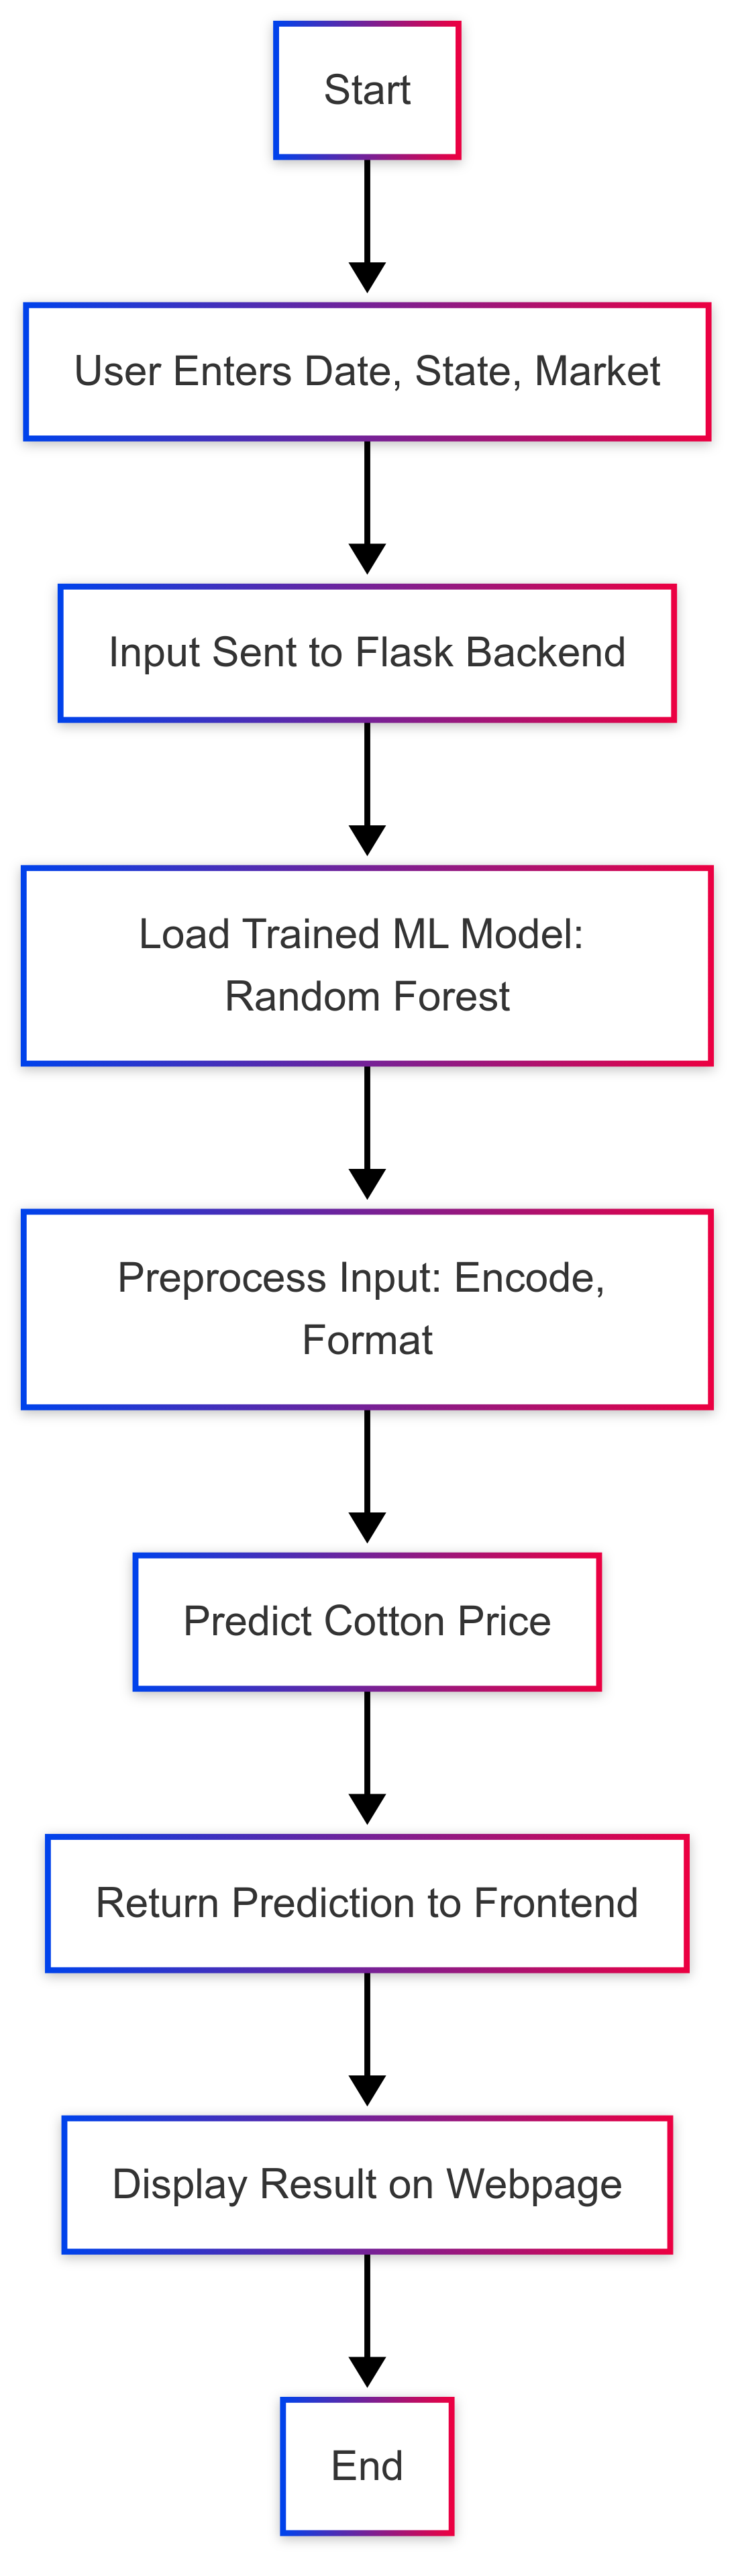 Start
User Enters Date, State, Market
Input Sent to Flask Backend
Load Trained ML Model:
Random Forest
Preprocess Input: Encode,
Format
Predict Cotton Price
Return Prediction to Frontend
Display Result on Webpage
End